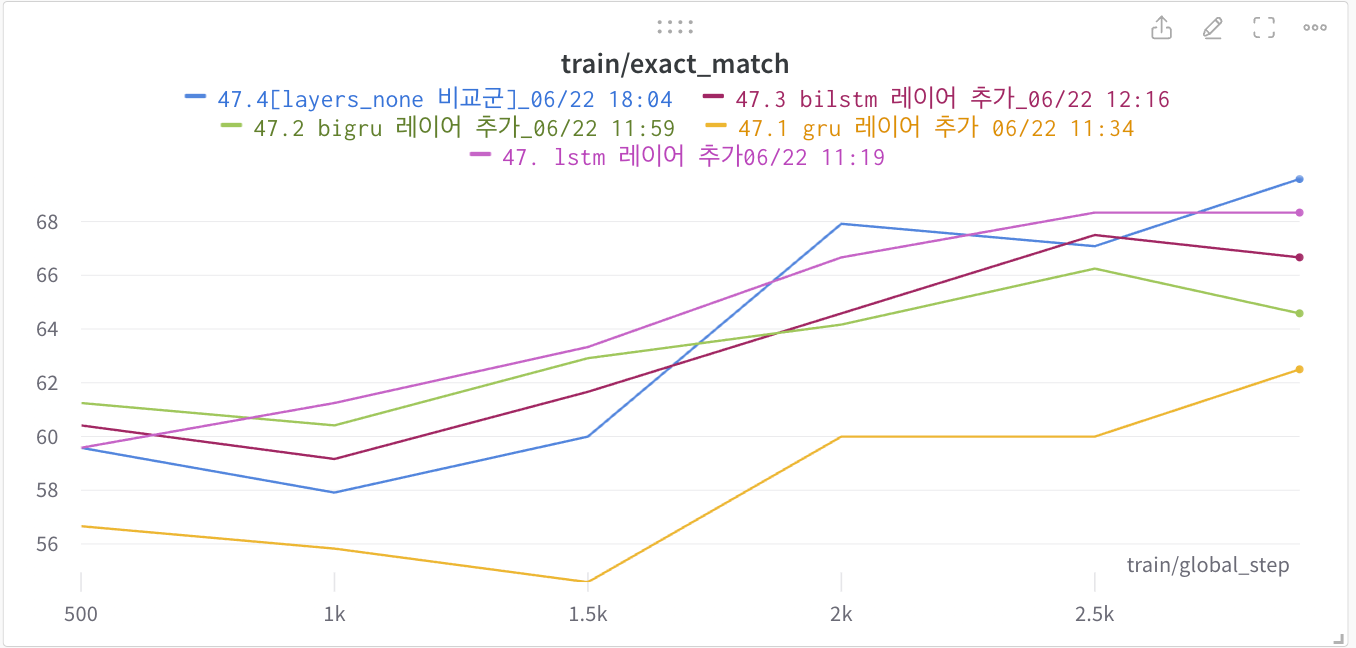 train/exact_match
47.4[layers_none 비교군]_06/22 18:04 47.3 bilstm 레이어 추가_06/22 12:16
47.2 bigru 레이어 추가_06/22 11:59 47.1 gru 레이어 추가 06/22 11:34
47. lstm 레이어 추가06/22 11:19
68
66
64
62
60
58
56
train/global_step
500 1k 1.5k 2k 2.5k